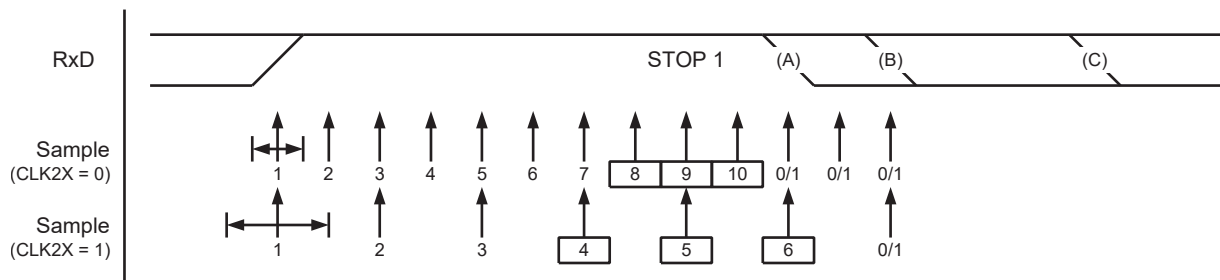 RxD STOP 1 (A) (B) (C)
Sample
(CLK2X = 0)
1 2 3 4 5 6 7 8 9 10 0/1 0/1 0/1
Sample
(CLK2X = 1)
1 2 3 4 5 6 0/1